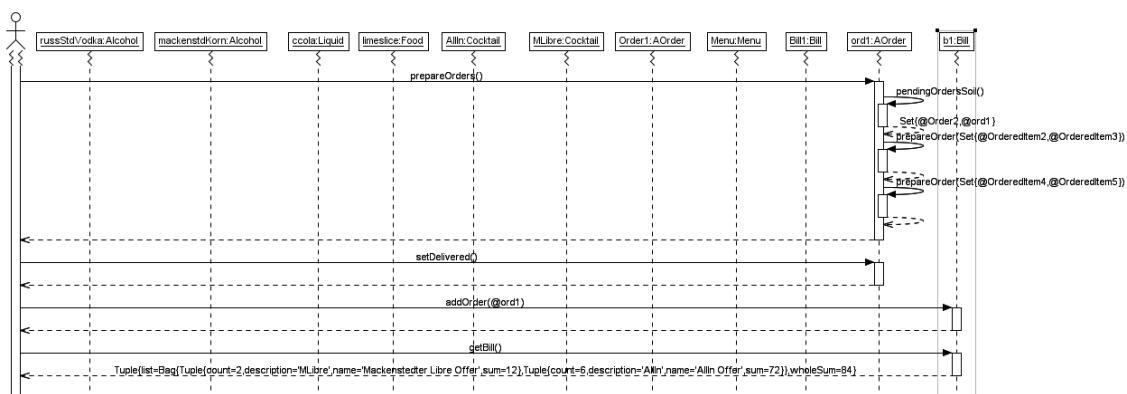 russStdVodka:Alcohol mackenstdKorn:Alcohol ccola:Liquid limeslice:Food AllIn:Cocktail MLibre:Cocktail Order1:AOrder Menu:Menu Bill1:Bill ord1:AOrder b1:Bill
prepareOrders()
pendingOrdersSoil()
Set{@Order2,@ord1}
prepareOrder(Set{@OrderedItem2,@OrderedItem3})
prepareOrder(Set{@OrderedItem4,@OrderedItem5})
setDelivered()
addOrder(@ord1)
getBill()
Tuple{list=Bag{Tuple{count=2,description='MLibre',name='Mackenstedter Libre Offer',sum=12},Tuple{count=6,description='AllIn',name='AllIn Offer',sum=72}},wholeSum=84}